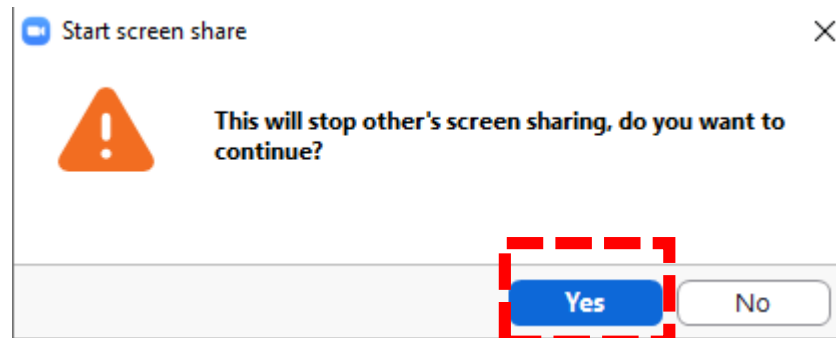 Start screen share
This will stop other's screen sharing, do you want to
continue?
Yes
No